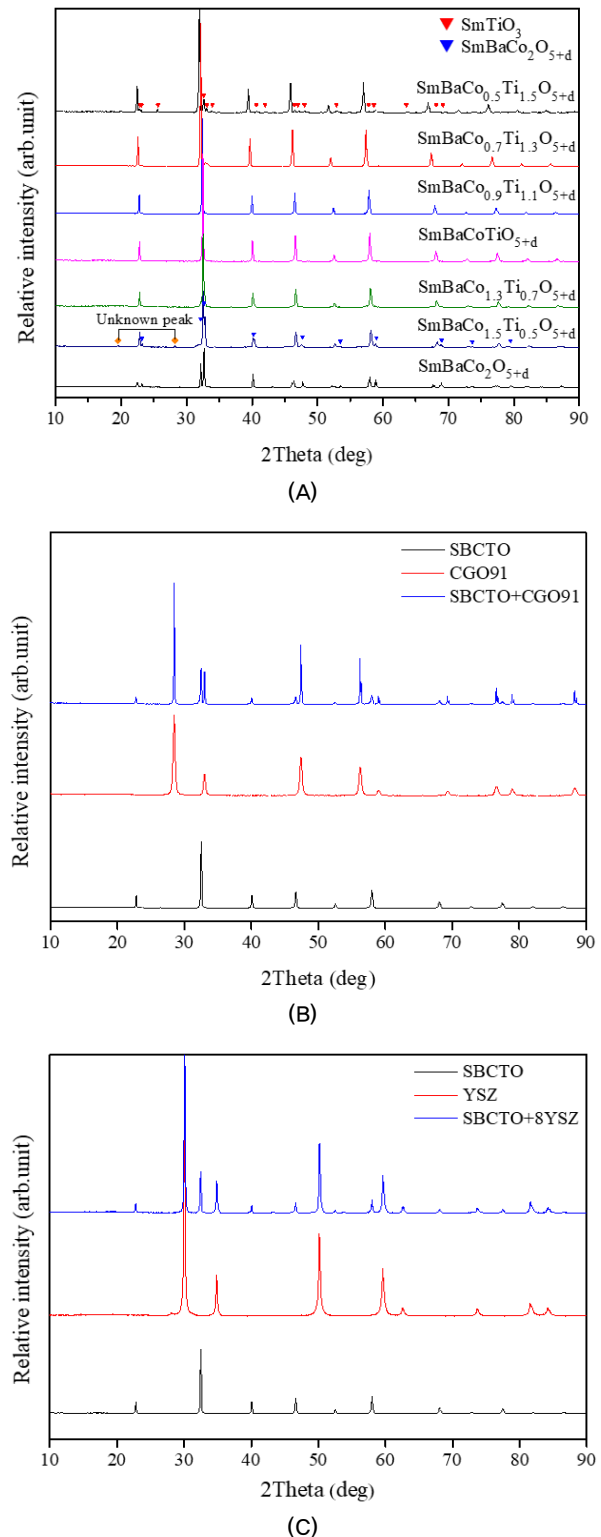 SmTiO3
SmBaCo2O5+d
SmBaCo0.5Ti1.5O5+d
SmBaCo0.7Ti1.3O5+d
SmBaCo0.9Ti1.1O5+d
SmBaCoTiO5+d
SmBaCo1.3Ti0.7O5+d
Unknown peak
SmBaCo1.5Ti0.5O5+d
SmBaCo2O5+d
Relative intensity (arb.unit)
10 20 30 40 50 60 70 80 90
2Theta (deg)
(A)
SBCTO
CGO91
SBCTO+CGO91
Relative intensity (arb.unit)
10 20 30 40 50 60 70 80 90
2Theta (deg)
(B)
SBCTO
YSZ
SBCTO+8YSZ
Relative intensity (arb.unit)
10 20 30 40 50 60 70 80 90
2Theta (deg)
(C)